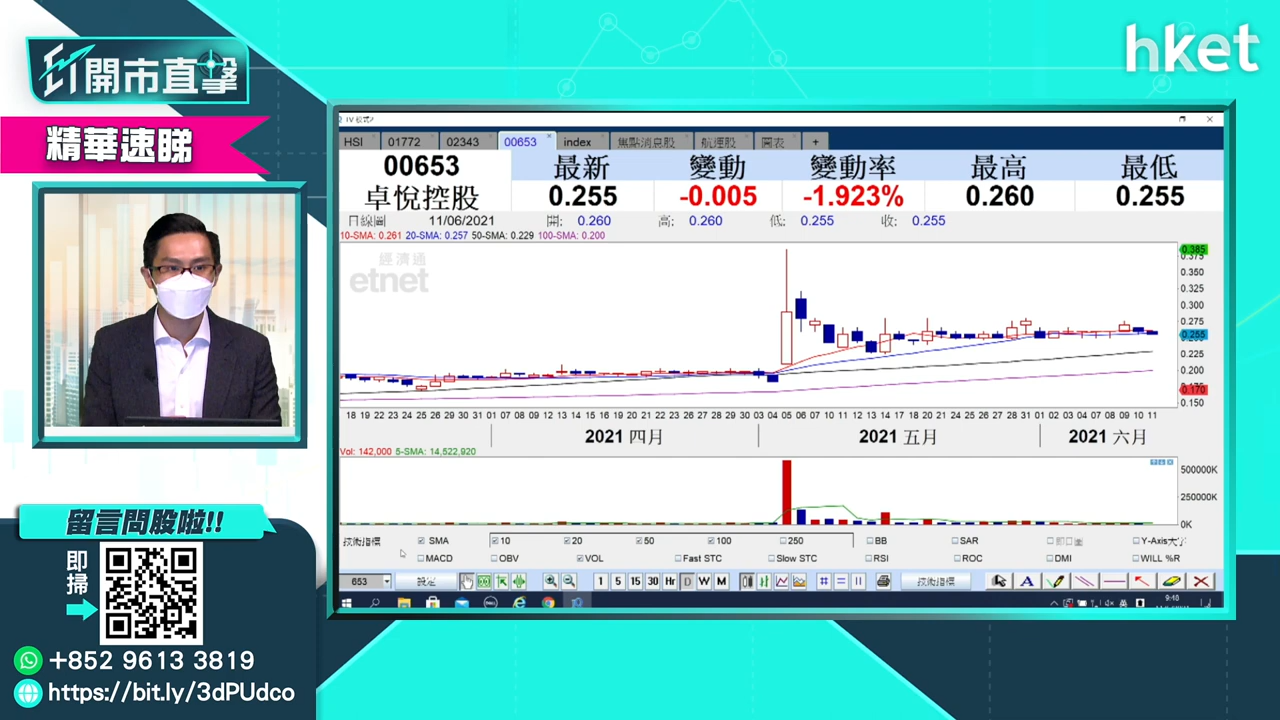 ET開市直擊
hket
精華速睇
留言問股啦!!
即掃
+852 9613 3819
https://bit.ly/3dPUdco
HSI 01772 02343 00653 index 焦點消息股 航運股 圖表 +
00653 最新 變動 變動率 最高 最低
卓悅控股 0.255 -0.005 -1.923% 0.260 0.255
日線圖 11/06/2021 開: 0.260 高: 0.260 低: 0.255 收: 0.255
10-SMA: 0.261 20-SMA: 0.257 50-SMA: 0.229 100-SMA: 0.200
經濟通
etnet
0.385
0.375
0.350
0.325
0.300
0.275
0.255
0.225
0.200
0.170
0.150
18 19 22 23 24 25 26 29 30 31 01 07 08 09 12 13 14 15 16 19 20 21 22 23 26 27 28 29 30 03 04 05 06 07 10 11 12 13 14 17 18 20 21 24 25 26 27 28 31 01 02 03 04 07 08 09 10 11
2021 四月 2021 五月 2021 六月
Vol: 142,000 5-SMA: 14,522,920
500000K
250000K
0K
技術指標 SMA 10 20 50 100 250 BB SAR Y-Axis大
MACD OBV VOL Fast STC Slow STC RSI ROC DMI WILL %R
653 設定 1 5 15 30 Hr D W M 技術指標 A
9:48